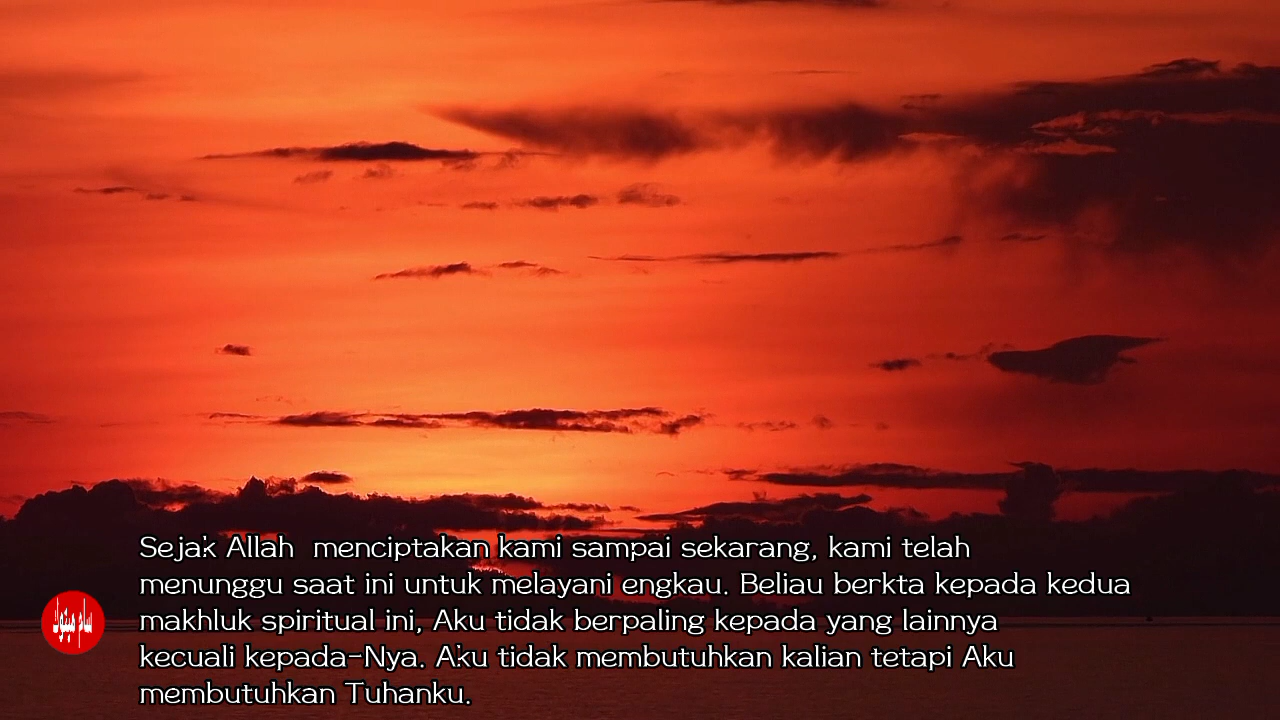 Sejak Allah menciptakan kami sampai sekarang, kami telah
menunggu saat ini untuk melayani engkau. Beliau berkta kepada kedua
makhluk spiritual ini, Aku tidak berpaling kepada yang lainnya
kecuali kepada-Nya. Aku tidak membutuhkan kalian tetapi Aku
membutuhkan Tuhanku.